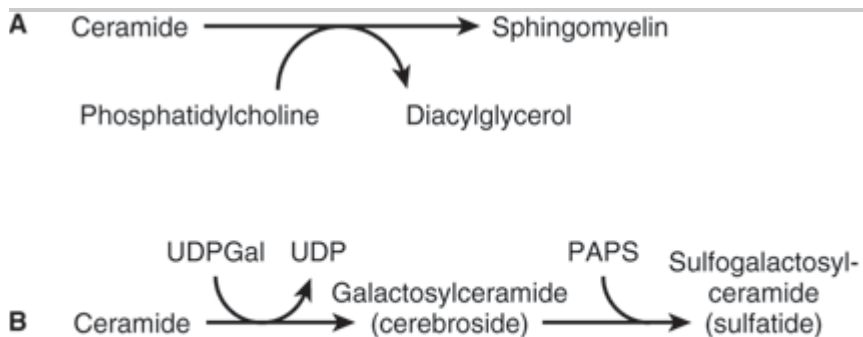 A Ceramide Sphingomyelin
Phosphatidylcholine Diacylglycerol
UDPGal UDP PAPS Sulfogalactosyl-
Galactosylceramide ceramide
B Ceramide (cerebroside) (sulfatide)